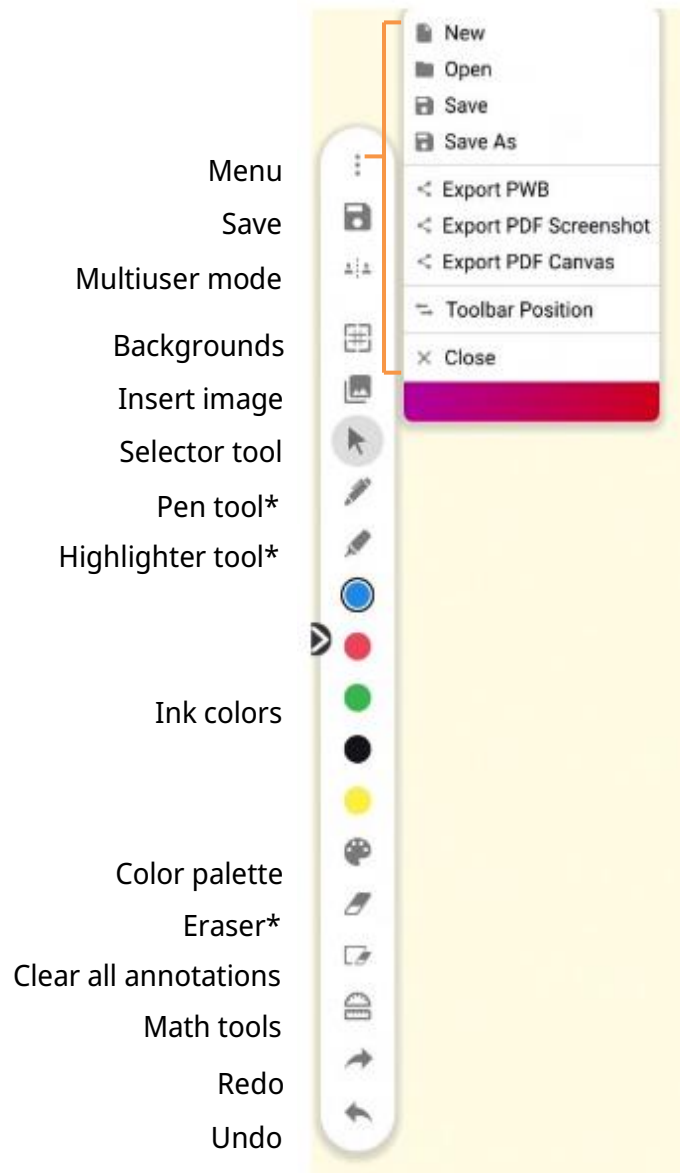 New
Open
Save
Save As
Export PWB
Export PDF Screenshot
Export PDF Canvas
Toolbar Position
Close
Menu
Save
Multiuser mode
Backgrounds
Insert image
Selector tool
Pen tool*
Highlighter tool*
Ink colors
Color palette
Eraser*
Clear all annotations
Math tools
Redo
Undo